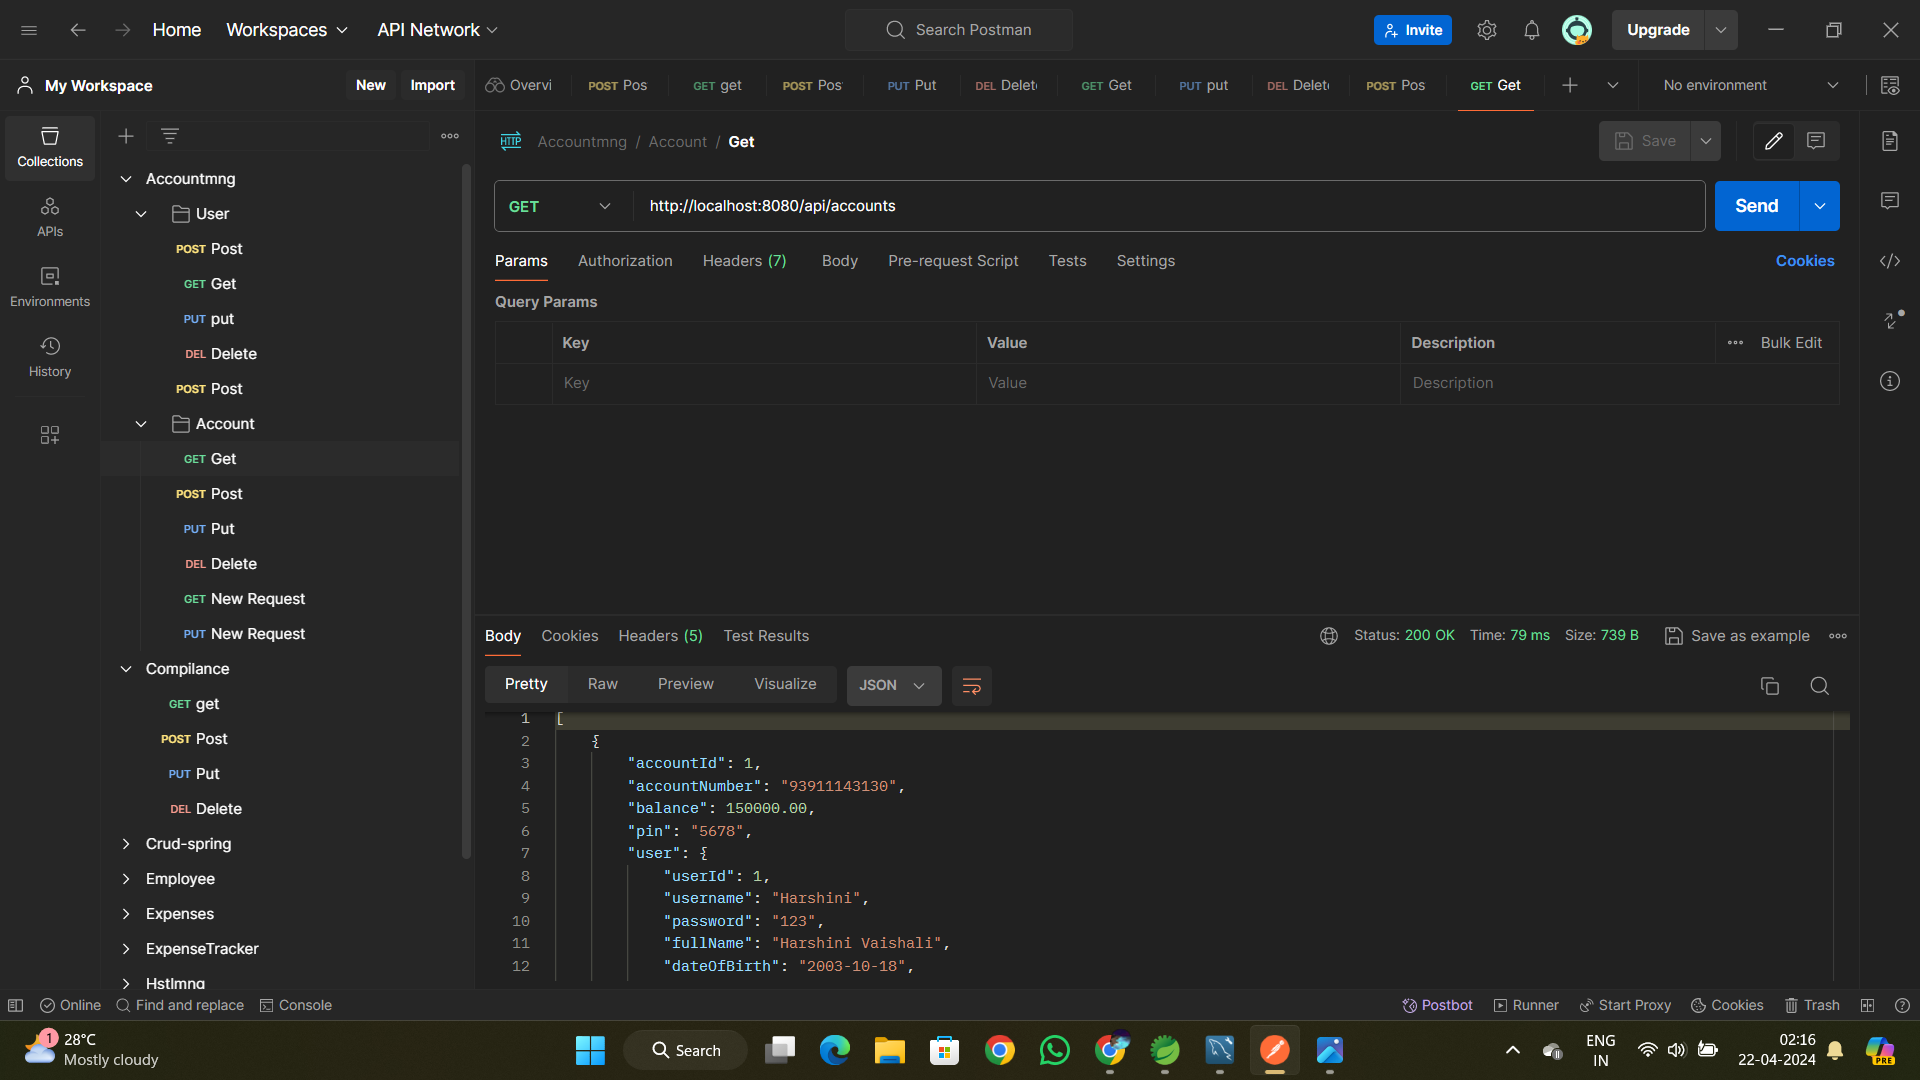 Home
Workspaces
API Network
Search Postman
Invite
Upgrade
My Workspace
New
Import
Overvi
POST Pos
GET get
POST Pos
PUT Put
DEL Delet
GET Get
PUT put
DEL Delet
POST Pos
GET Get
No environment
Collections
APIs
Environments
History
Accountmng
User
POST Post
GET Get
PUT put
DEL Delete
POST Post
Account
GET Get
POST Post
PUT Put
DEL Delete
GET New Request
PUT New Request
Compilance
GET get
POST Post
PUT Put
DEL Delete
Crud-spring
Employee
Expenses
ExpenseTracker
Hstlmng
HTTP Accountmng / Account / Get
Save
GET
http://localhost:8080/api/accounts
Send
Params
Authorization
Headers (7)
Body
Pre-request Script
Tests
Settings
Cookies
Query Params
Key
Value
Description
Bulk Edit
Key
Value
Description
Body
Cookies
Headers (5)
Test Results
Status: 200 OK
Time: 79 ms
Size: 739 B
Save as example
Pretty
Raw
Preview
Visualize
JSON
1 [
2 {
3 "accountId": 1,
4 "accountNumber": "93911143130",
5 "balance": 150000.00,
6 "pin": "5678",
7 "user": {
8 "userId": 1,
9 "username": "Harshini",
10 "password": "123",
11 "fullName": "Harshini Vaishali",
12 "dateOfBirth": "2003-10-18",
Online
Find and replace
Console
Postbot
Runner
Start Proxy
Cookies
Trash
1
28°C
Mostly cloudy
Search
ENG
IN
02:16
22-04-2024
PRE